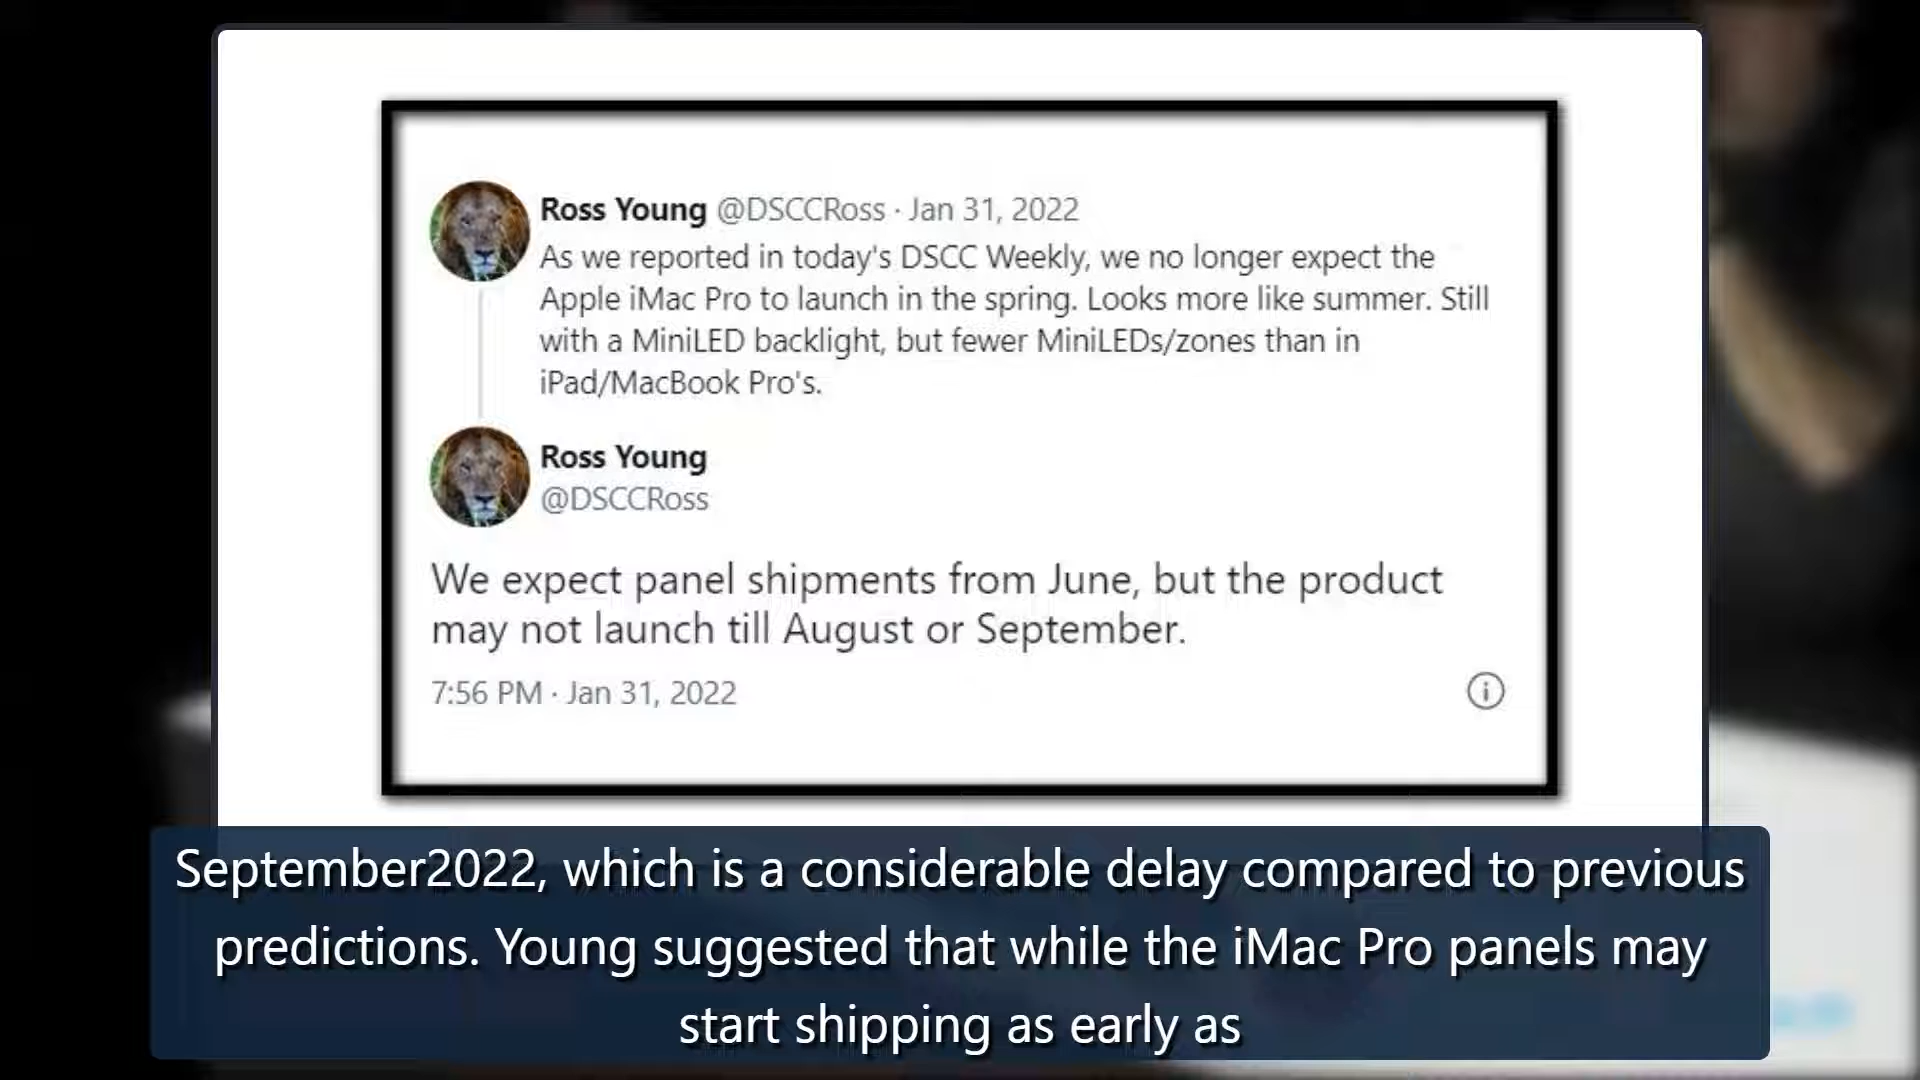 Ross Young @DSCCRoss · Jan 31, 2022
As we reported in today's DSCC Weekly, we no longer expect the
Apple iMac Pro to launch in the spring. Looks more like summer. Still
with a MiniLED backlight, but fewer MiniLEDs/zones than in
iPad/MacBook Pro's.
Ross Young
@DSCCRoss
We expect panel shipments from June, but the product
may not launch till August or September.
7:56 PM · Jan 31, 2022
September2022, which is a considerable delay compared to previous
predictions. Young suggested that while the iMac Pro panels may
start shipping as early as